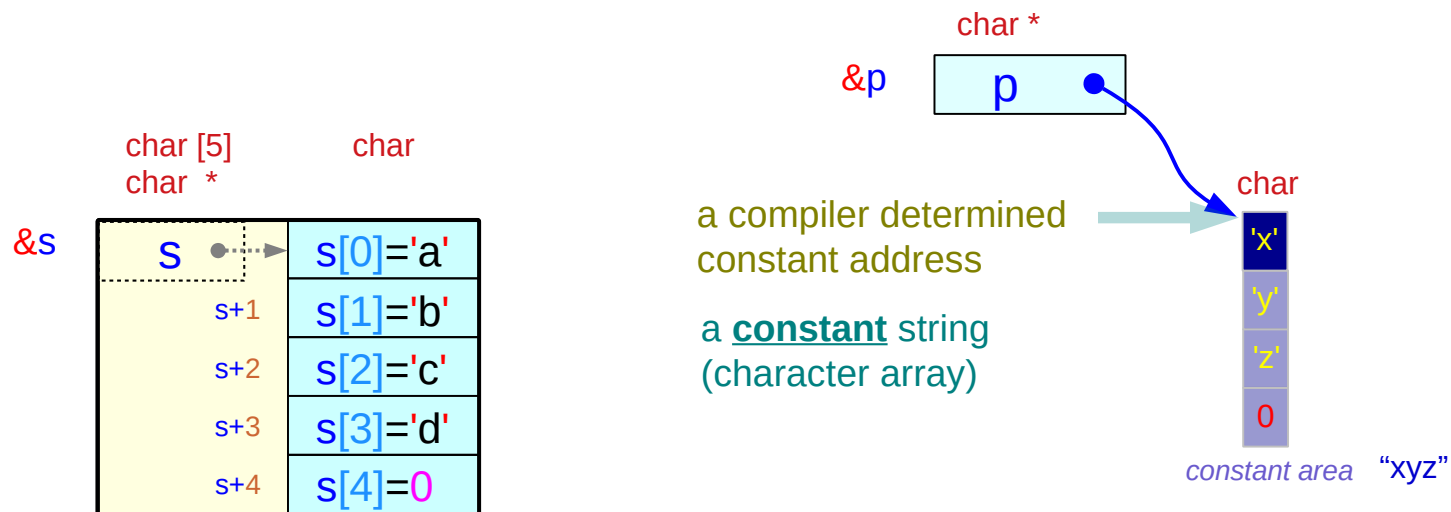 char [5]
char *
char
&s
s
s[0]='a'
s+1
s[1]='b'
s+2
s[2]='c'
s+3
s[3]='d'
s+4
s[4]=0
char *
&p
p
char
a compiler determined
constant address
a constant string
(character array)
'x'
'y'
'z'
0
constant area “xyz”